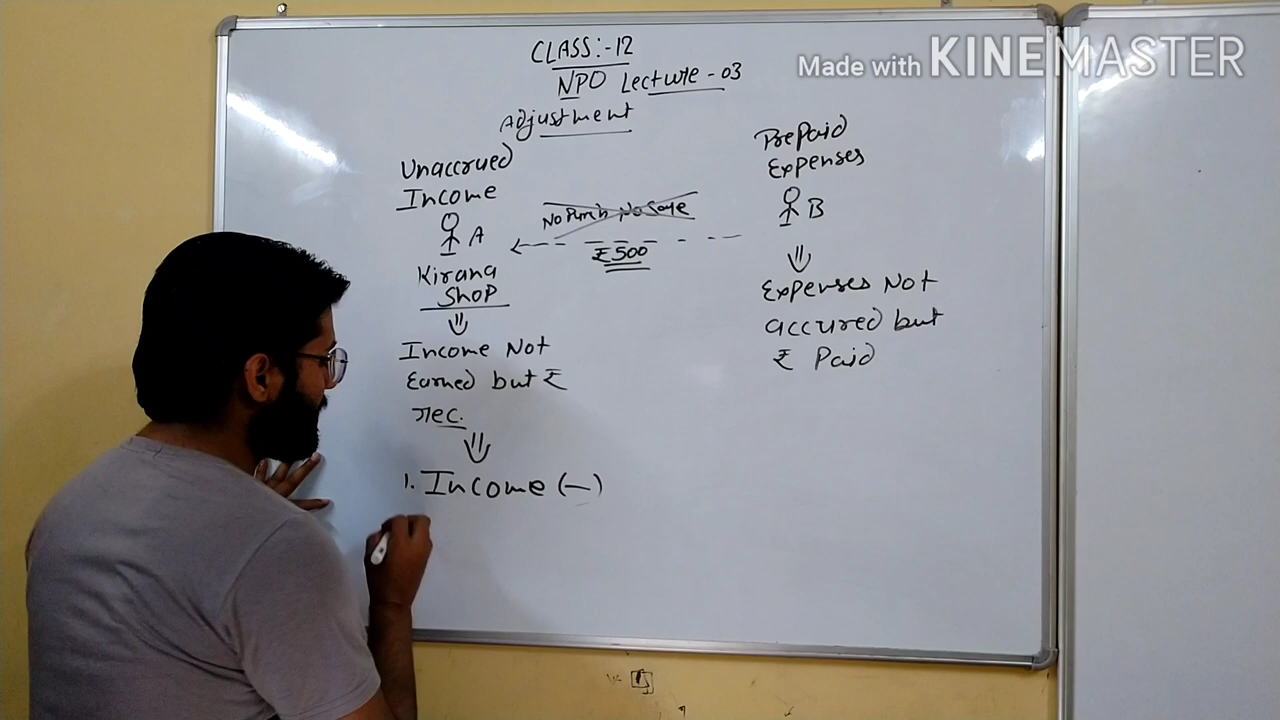 Made with KINEMASTER
CLASS:-12
NPO Lecture-03
Adjustment
Unaccrued
Income
A
Kirana
Shop
Income Not
Earned but ₹
rec.
1. Income (-)
No Purch No Sale
₹500
Prepaid
Expenses
B
Expenses Not
accured but
₹ Paid